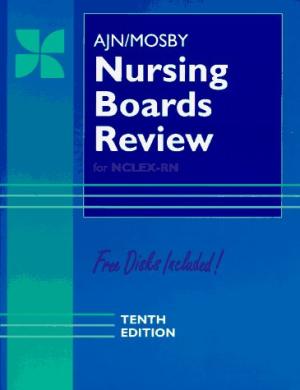 AJN/MOSBY
Nursing
Boards
Review
for NCLEX-RN
Free Disks Included!
TENTH
EDITION